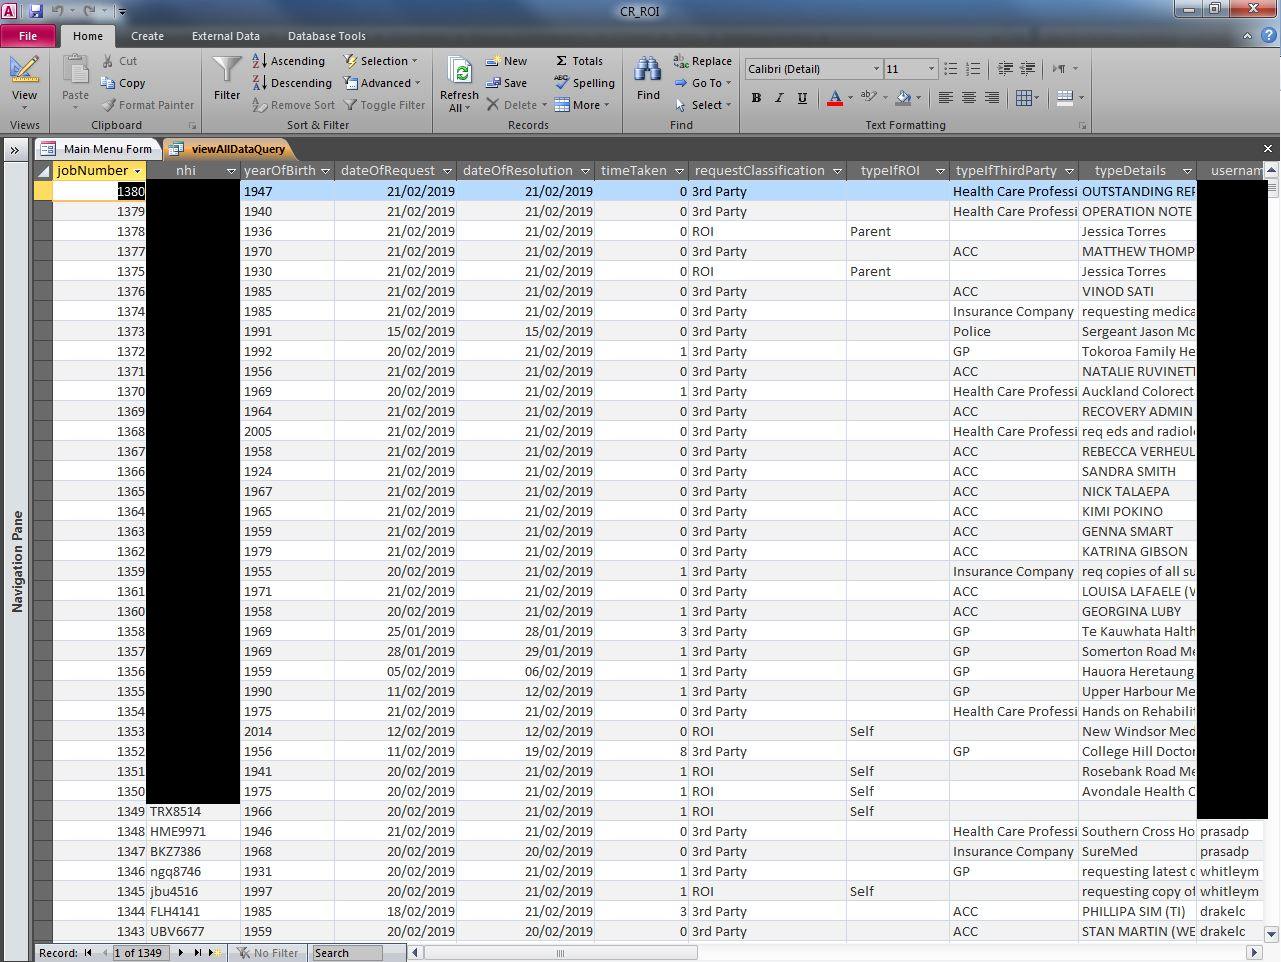 CR_ROI
File Home Create External Data Database Tools
View Paste Cut Copy Format Painter Filter Ascending Descending Remove Sort Selection Advanced Toggle Filter Refresh All New Save Delete Totals Spelling More Find Replace Go To Select Calibri (Detail) 11 B I U A ab
Views Clipboard Sort & Filter Records Find Text Formatting
Main Menu Form viewAllDataQuery
jobNumber nhi yearOfBirth dateOfRequest dateOfResolution timeTaken requestClassification typeIfROI typeIfThirdParty typeDetails usernam
1380 1947 21/02/2019 21/02/2019 0 3rd Party Health Care Professi OUTSTANDING REP
1379 1940 21/02/2019 21/02/2019 0 3rd Party Health Care Professi OPERATION NOTE
1378 1936 21/02/2019 21/02/2019 0 ROI Parent Jessica Torres
1377 1970 21/02/2019 21/02/2019 0 3rd Party ACC MATTHEW THOMP
1375 1930 21/02/2019 21/02/2019 0 ROI Parent Jessica Torres
1376 1985 21/02/2019 21/02/2019 0 3rd Party ACC VINOD SATI
1374 1985 21/02/2019 21/02/2019 0 3rd Party Insurance Company requesting medica
1373 1991 15/02/2019 15/02/2019 0 3rd Party Police Sergeant Jason Mc
1372 1992 20/02/2019 21/02/2019 1 3rd Party GP Tokoroa Family He
1371 1956 21/02/2019 21/02/2019 0 3rd Party ACC NATALIE RUVINETT
1370 1969 20/02/2019 21/02/2019 1 3rd Party Health Care Professi Auckland Colorect
1369 1964 21/02/2019 21/02/2019 0 3rd Party ACC RECOVERY ADMIN
1368 2005 21/02/2019 21/02/2019 0 3rd Party Health Care Professi req eds and radiol
1367 1958 21/02/2019 21/02/2019 0 3rd Party ACC REBECCA VERHEUL
1366 1924 21/02/2019 21/02/2019 0 3rd Party ACC SANDRA SMITH
1365 1967 21/02/2019 21/02/2019 0 3rd Party ACC NICK TALAEPA
1364 1965 21/02/2019 21/02/2019 0 3rd Party ACC KIMI POKINO
1363 1959 21/02/2019 21/02/2019 0 3rd Party ACC GENNA SMART
1362 1979 21/02/2019 21/02/2019 0 3rd Party ACC KATRINA GIBSON
1359 1955 20/02/2019 21/02/2019 1 3rd Party Insurance Company req copies of all su
1361 1971 21/02/2019 21/02/2019 0 3rd Party ACC LOUISA LAFAELE (W
1360 1958 20/02/2019 21/02/2019 1 3rd Party ACC GEORGINA LUBY
1358 1969 25/01/2019 28/01/2019 3 3rd Party GP Te Kauwhata Halth
1357 1969 28/01/2019 29/01/2019 1 3rd Party GP Somerton Road Me
1356 1959 05/02/2019 06/02/2019 1 3rd Party GP Hauora Heretaung
1355 1990 11/02/2019 12/02/2019 1 3rd Party GP Upper Harbour Me
1354 1975 21/02/2019 21/02/2019 0 3rd Party Health Care Professi Hands on Rehabilit
1353 2014 12/02/2019 12/02/2019 0 ROI Self New Windsor Med
1352 1956 11/02/2019 19/02/2019 8 3rd Party GP College Hill Doctor
1351 1941 20/02/2019 21/02/2019 1 ROI Self Rosebank Road Me
1350 1975 20/02/2019 21/02/2019 1 ROI Self Avondale Health C
1349 TRX8514 1966 20/02/2019 21/02/2019 1 ROI Self
1348 HME9971 1946 21/02/2019 21/02/2019 0 3rd Party Health Care Professi Southern Cross Ho prasadp
1347 BKZ7386 1968 20/02/2019 20/02/2019 0 3rd Party Insurance Company SureMed prasadp
1346 ngq8746 1931 20/02/2019 21/02/2019 1 3rd Party GP requesting latest c whitleym
1345 jbu4516 1997 20/02/2019 21/02/2019 1 ROI Self requesting copy of whitleym
1344 FLH4141 1985 18/02/2019 21/02/2019 3 3rd Party ACC PHILLIPA SIM (TI) drakelc
1343 UBV6677 1959 20/02/2019 20/02/2019 0 3rd Party ACC STAN MARTIN (WE drakelc
Navigation Pane
Record: 1 of 1349 No Filter Search